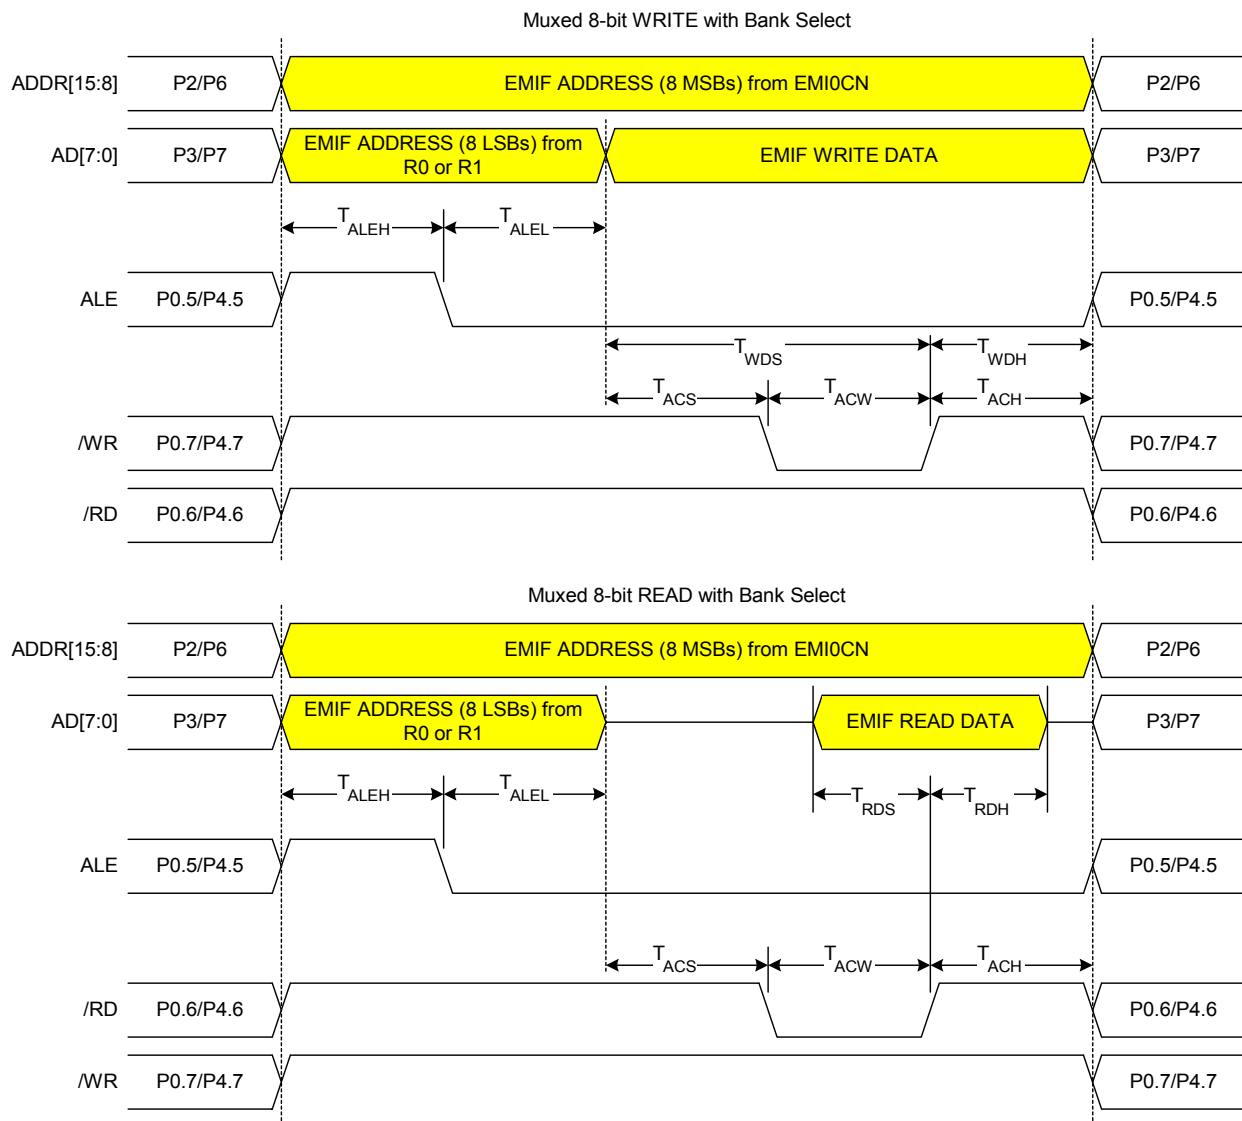 Muxed 8-bit WRITE with Bank Select
ADDR[15:8] P2/P6 EMIF ADDRESS (8 MSBs) from EMI0CN P2/P6
AD[7:0] P3/P7 EMIF ADDRESS (8 LSBs) from R0 or R1 EMIF WRITE DATA P3/P7
TALEH TALEL
ALE P0.5/P4.5 P0.5/P4.5
TWDS TWDH
TACS TACW TACH
/WR P0.7/P4.7 P0.7/P4.7
/RD P0.6/P4.6 P0.6/P4.6
Muxed 8-bit READ with Bank Select
ADDR[15:8] P2/P6 EMIF ADDRESS (8 MSBs) from EMI0CN P2/P6
AD[7:0] P3/P7 EMIF ADDRESS (8 LSBs) from R0 or R1 EMIF READ DATA P3/P7
TALEH TALEL TRDS TRDH
ALE P0.5/P4.5 P0.5/P4.5
TACS TACW TACH
/RD P0.6/P4.6 P0.6/P4.6
/WR P0.7/P4.7 P0.7/P4.7